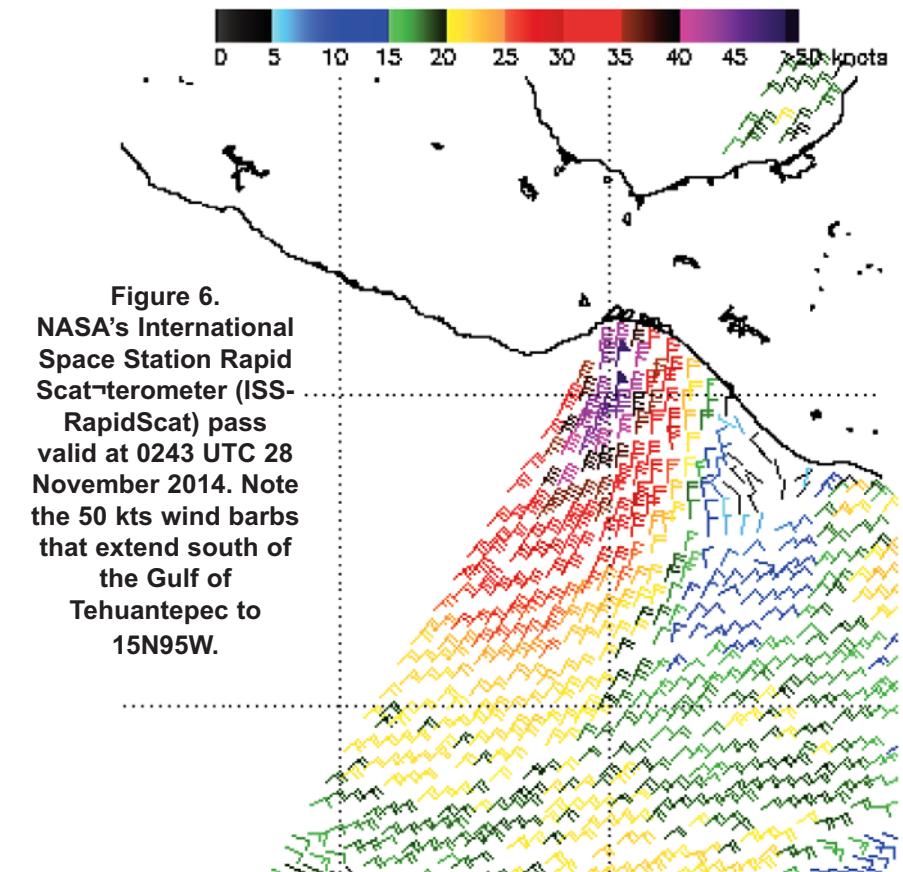 0 5 10 15 20 25 30 35 40 45 >50 knots
Figure 6.
NASA's International
Space Station Rapid
Scat¬terometer (ISS-
RapidScat) pass
valid at 0243 UTC 28
November 2014. Note
the 50 kts wind barbs
that extend south of
the Gulf of
Tehuantepec to
15N95W.